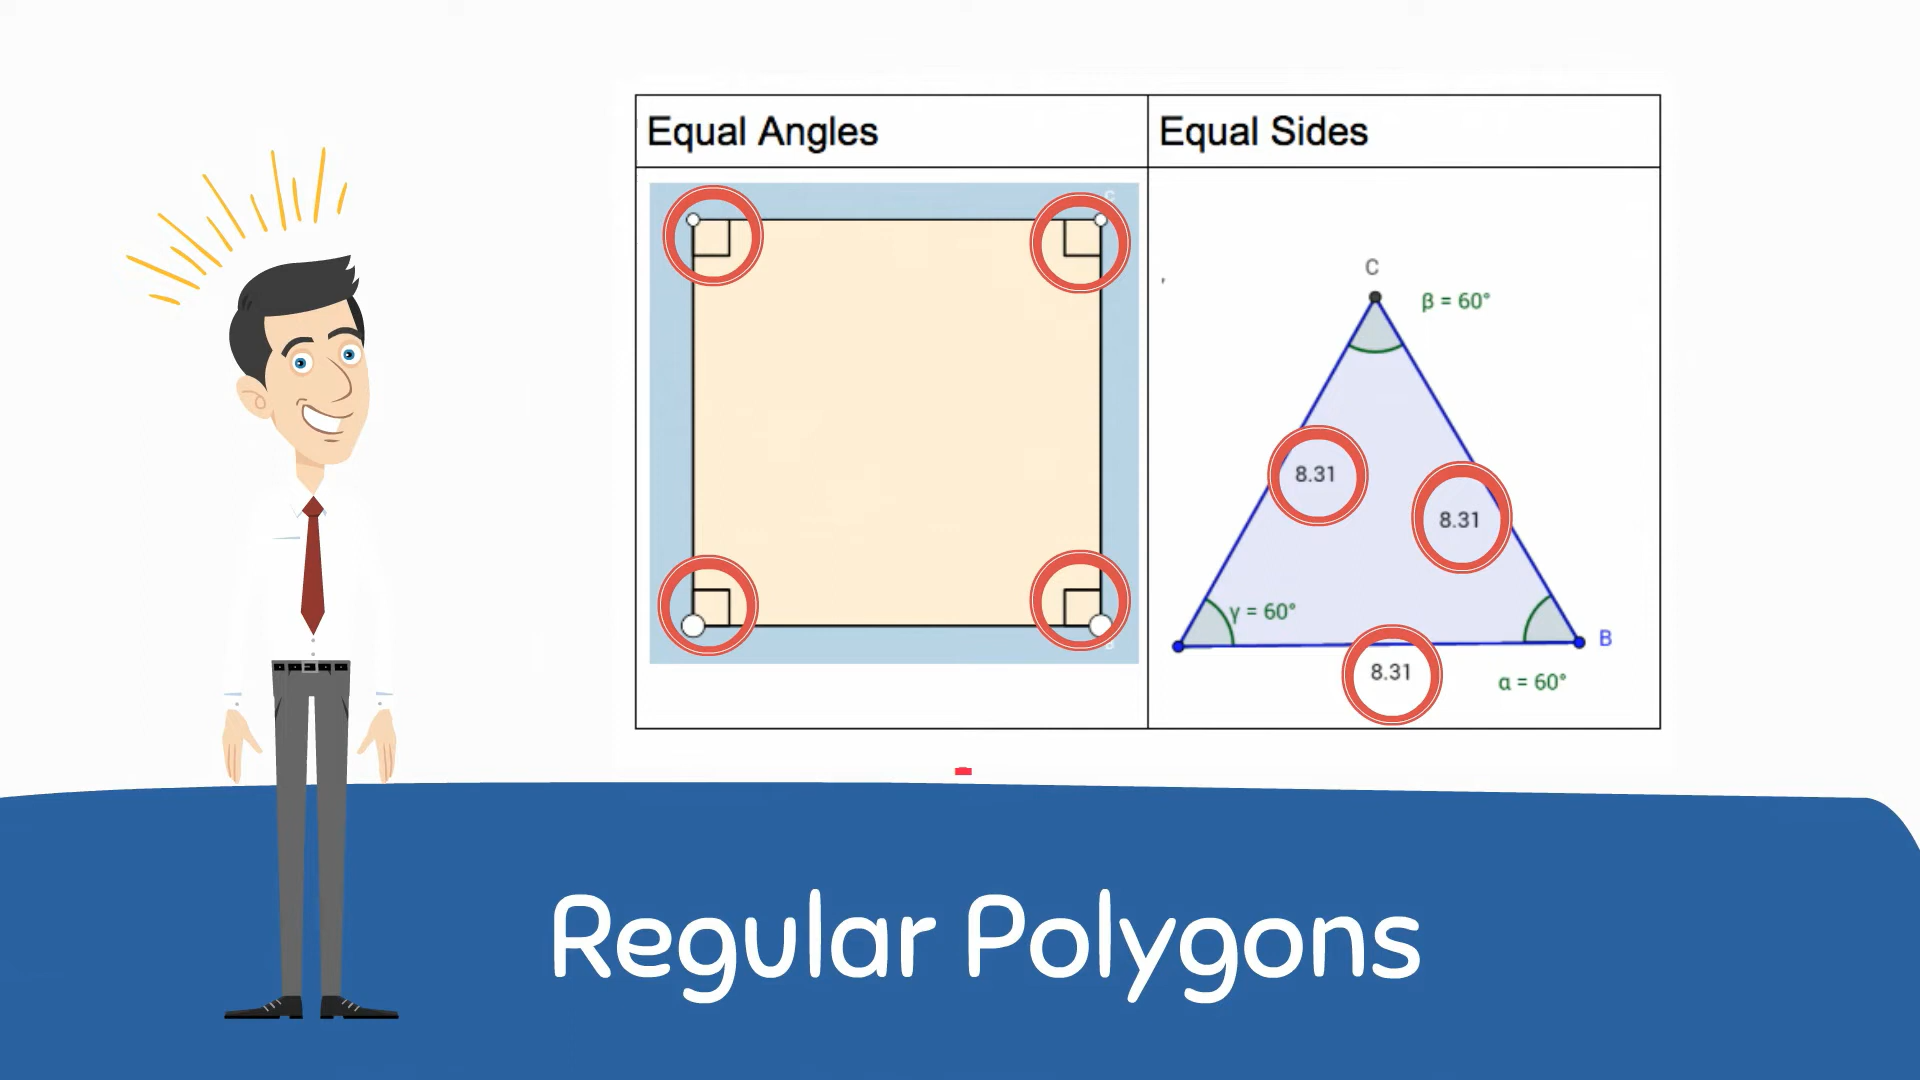 Equal Angles
Equal Sides
C
C
β = 60°
8.31
8.31
γ = 60°
B
8.31
α = 60°
B
Regular Polygons